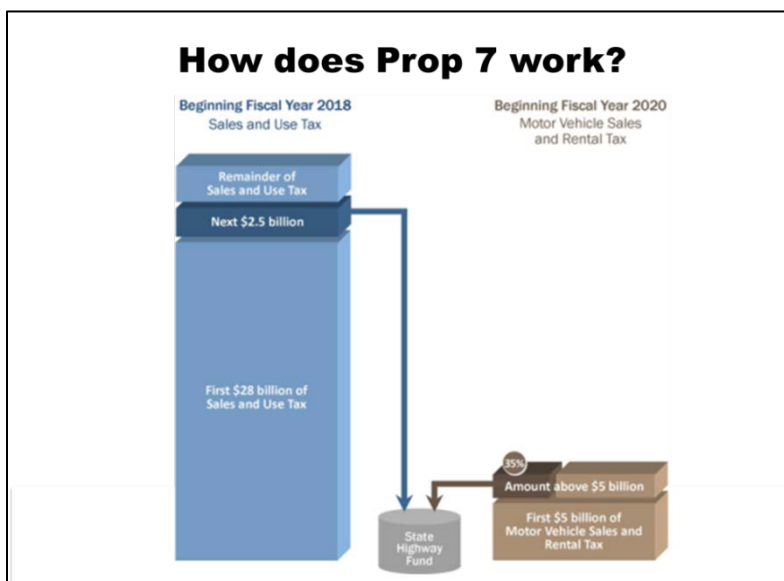 How does Prop 7 work?
Beginning Fiscal Year 2018
Sales and Use Tax
Remainder of
Sales and Use Tax
Next $2.5 billion
First $28 billion of
Sales and Use Tax
Beginning Fiscal Year 2020
Motor Vehicle Sales
and Rental Tax
35%
Amount above $5 billion
First $5 billion of
Motor Vehicle Sales and
Rental Tax
State
Highway
Fund